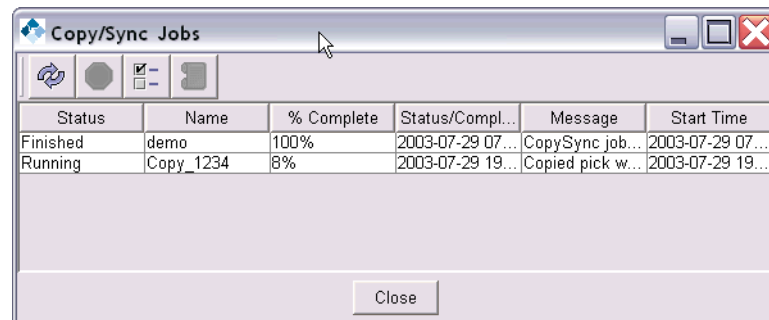 Copy/Sync Jobs
Status Name % Complete Status/Compl... Message Start Time
Finished demo 100% 2003-07-29 07... CopySync job... 2003-07-29 07...
Running Copy_1234 8% 2003-07-29 19... Copied pick w... 2003-07-29 19...
Close